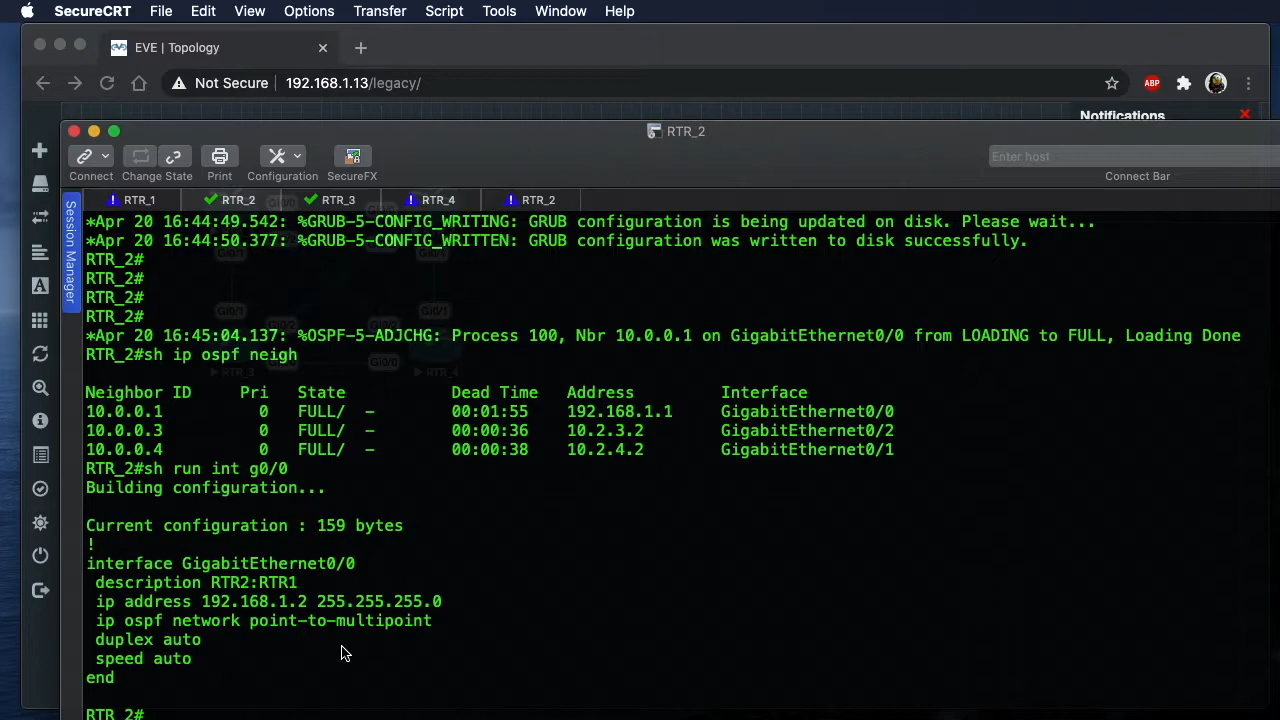 SecureCRT File Edit View Options Transfer Script Tools Window Help
EVE | Topology
Not Secure 192.168.1.13/legacy/ ABP
Notifications
RTR_2
Connect Change State Print Configuration SecureFX
Enter host
Connect Bar
Session Manager
RTR_1 RTR_2 RTR_3 RTR_4 RTR_2
*Apr 20 16:44:49.542: %GRUB-5-CONFIG_WRITING: GRUB configuration is being updated on disk. Please wait...
*Apr 20 16:44:50.377: %GRUB-5-CONFIG_WRITTEN: GRUB configuration was written to disk successfully.
RTR_2#
RTR_2#
RTR_2#
RTR_2#
*Apr 20 16:45:04.137: %OSPF-5-ADJCHG: Process 100, Nbr 10.0.0.1 on GigabitEthernet0/0 from LOADING to FULL, Loading Done
RTR_2#sh ip ospf neigh
Neighbor ID Pri State Dead Time Address Interface
10.0.0.1 0 FULL/ - 00:01:55 192.168.1.1 GigabitEthernet0/0
10.0.0.3 0 FULL/ - 00:00:36 10.2.3.2 GigabitEthernet0/2
10.0.0.4 0 FULL/ - 00:00:38 10.2.4.2 GigabitEthernet0/1
RTR_2#sh run int g0/0
Building configuration...
Current configuration : 159 bytes
!
interface GigabitEthernet0/0
description RTR2:RTR1
ip address 192.168.1.2 255.255.255.0
ip ospf network point-to-multipoint
duplex auto
speed auto
end
RTR_2#